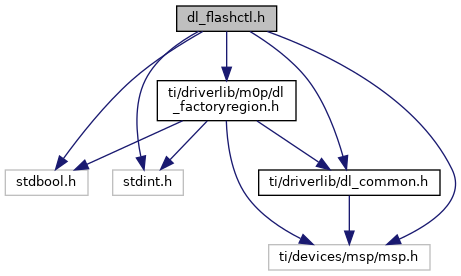 dl_flashctl.h
ti/driverlib/m0p/dl
_factoryregion.h
stdbool.h
stdint.h
ti/driverlib/dl_common.h
ti/devices/msp/msp.h